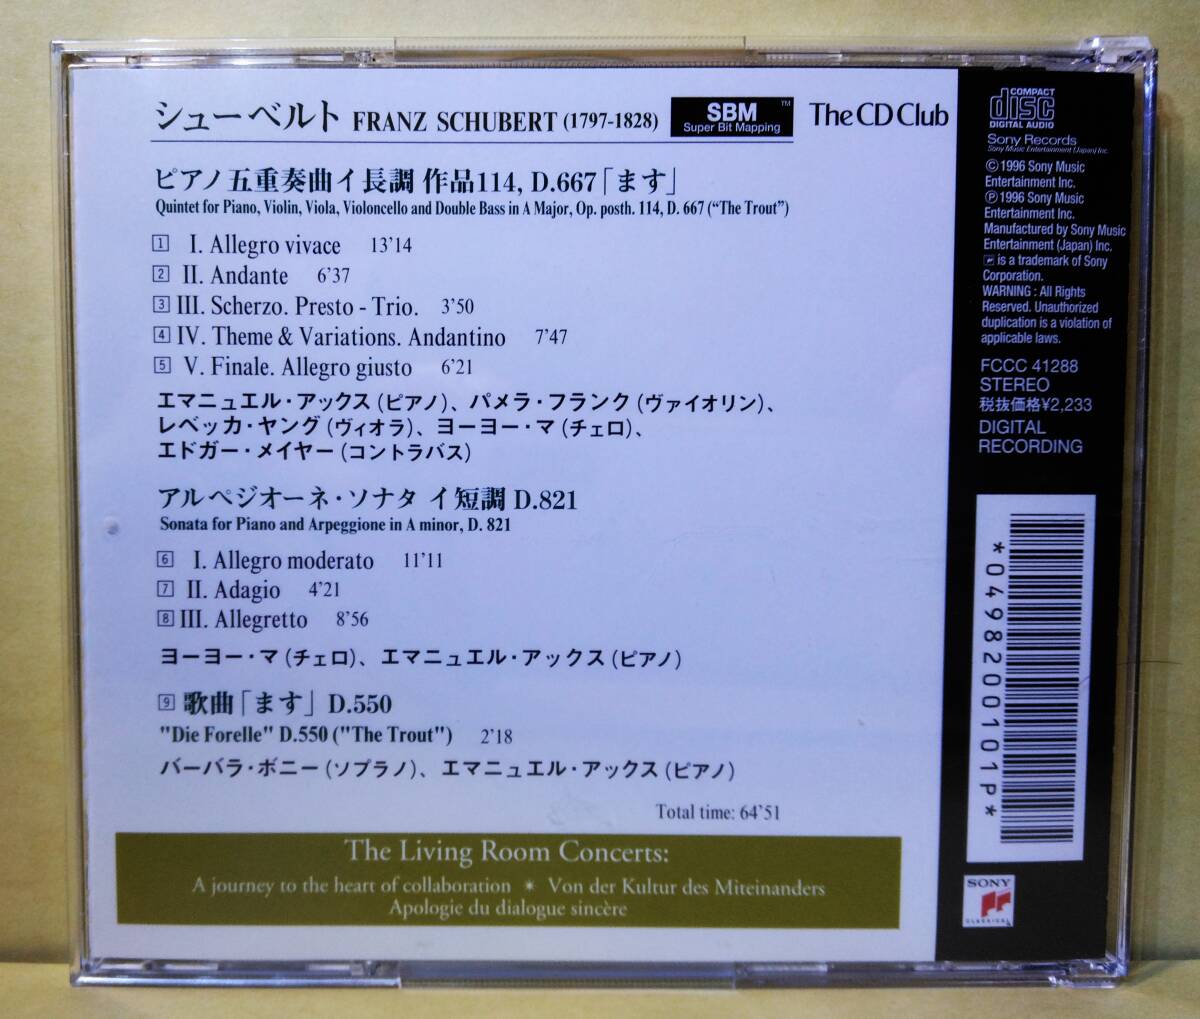 シューベルト FRANZ SCHUBERT (1797-1828)
SBM™
Super Bit Mapping
The CD Club
ピアノ五重奏曲イ長調 作品114, D.667「ます」
Quintet for Piano, Violin, Viola, Violoncello and Double Bass in A Major, Op. posth. 114, D. 667 (“The Trout”)
1 I. Allegro vivace 13’14
2 II. Andante 6’37
3 III. Scherzo. Presto - Trio. 3’50
4 IV. Theme & Variations. Andantino 7’47
5 V. Finale. Allegro giusto 6’21
エマニュエル・アックス(ピアノ)、パメラ・フランク(ヴァイオリン)、
レベッカ・ヤング(ヴィオラ)、ヨーヨー・マ(チェロ)、
エドガー・メイヤー(コントラバス)
アルペジオーネ・ソナタ イ短調 D.821
Sonata for Piano and Arpeggione in A minor, D. 821
6 I. Allegro moderato 11’11
7 II. Adagio 4’21
8 III. Allegretto 8’56
ヨーヨー・マ(チェロ)、エマニュエル・アックス(ピアノ)
9 歌曲「ます」D.550
"Die Forelle" D.550 ("The Trout") 2’18
バーバラ・ボニー(ソプラノ)、エマニュエル・アックス(ピアノ)
Total time: 64’51
The Living Room Concerts:
A journey to the heart of collaboration * Von der Kultur des Miteinanders
Apologie du dialogue sincère
COMPACT
disc
DIGITAL AUDIO
Sony Records
Sony Music Entertainment (Japan) Inc.
©1996 Sony Music
Entertainment Inc.
℗1996 Sony Music
Entertainment Inc.
Manufactured by Sony Music
Entertainment (Japan) Inc.
is a trademark of Sony
Corporation.
WARNING : All Rights
Reserved. Unauthorized
duplication is a violation of
applicable laws.
FCCC 41288
STEREO
税抜価格¥2,233
DIGITAL
RECORDING
*0498200101P*
SONY
CLASSICAL